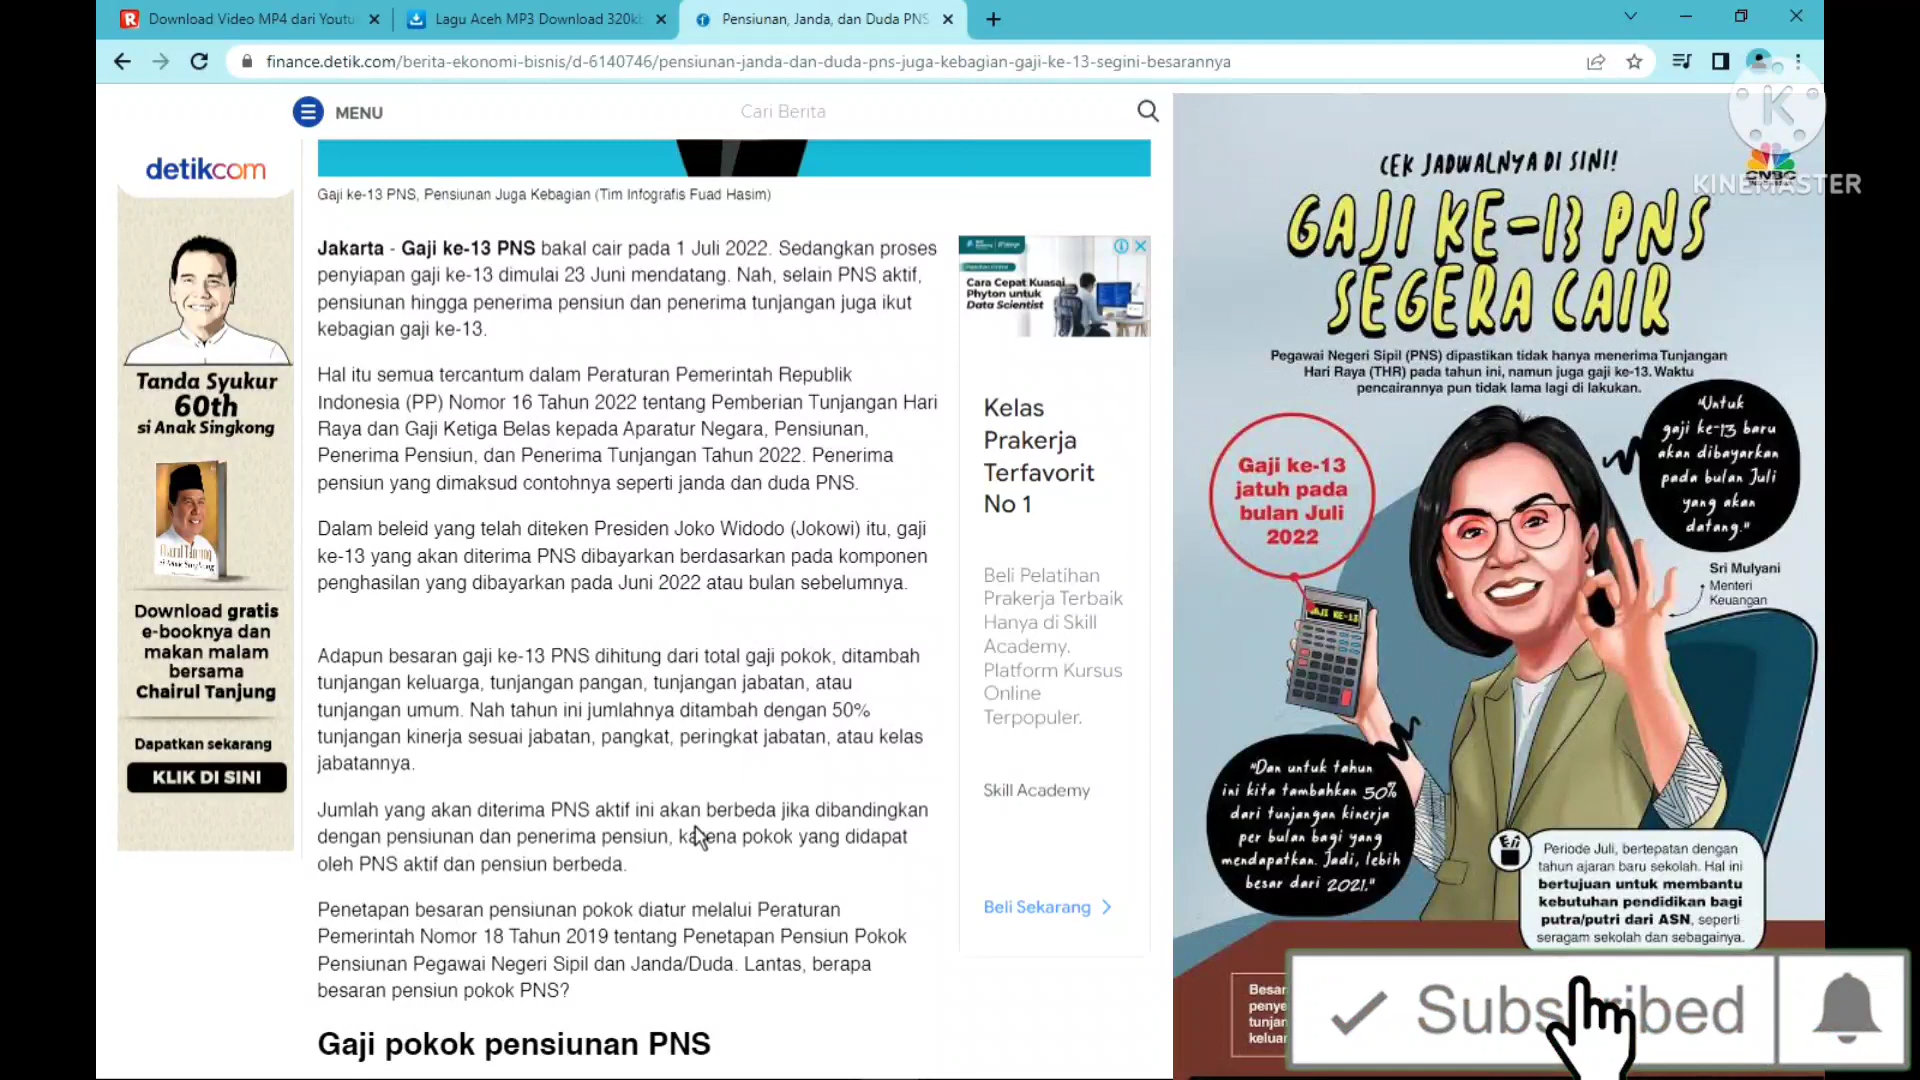 Download Video MP4 dari Youtu
Lagu Aceh MP3 Download 320kb
Pensiunan, Janda, dan Duda PNS
finance.detik.com/berita-ekonomi-bisnis/d-6140746/pensiunan-janda-dan-duda-pns-juga-kebagian-gaji-ke-13-segini-besarannya
MENU
Cari Berita
detikcom
Tanda Syukur
60th
si Anak Singkong
Download gratis
e-booknya dan
makan malam
bersama
Chairul Tanjung
Dapatkan sekarang
KLIK DI SINI
Gaji ke-13 PNS, Pensiunan Juga Kebagian (Tim Infografis Fuad Hasim)
Jakarta - Gaji ke-13 PNS bakal cair pada 1 Juli 2022. Sedangkan proses
penyiapan gaji ke-13 dimulai 23 Juni mendatang. Nah, selain PNS aktif,
pensiunan hingga penerima pensiun dan penerima tunjangan juga ikut
kebagian gaji ke-13.
Hal itu semua tercantum dalam Peraturan Pemerintah Republik
Indonesia (PP) Nomor 16 Tahun 2022 tentang Pemberian Tunjangan Hari
Raya dan Gaji Ketiga Belas kepada Aparatur Negara, Pensiunan,
Penerima Pensiun, dan Penerima Tunjangan Tahun 2022. Penerima
pensiun yang dimaksud contohnya seperti janda dan duda PNS.
Dalam beleid yang telah diteken Presiden Joko Widodo (Jokowi) itu, gaji
ke-13 yang akan diterima PNS dibayarkan berdasarkan pada komponen
penghasilan yang dibayarkan pada Juni 2022 atau bulan sebelumnya.
Adapun besaran gaji ke-13 PNS dihitung dari total gaji pokok, ditambah
tunjangan keluarga, tunjangan pangan, tunjangan jabatan, atau
tunjangan umum. Nah tahun ini jumlahnya ditambah dengan 50%
tunjangan kinerja sesuai jabatan, pangkat, peringkat jabatan, atau kelas
jabatannya.
Jumlah yang akan diterima PNS aktif ini akan berbeda jika dibandingkan
dengan pensiunan dan penerima pensiun, karena pokok yang didapat
oleh PNS aktif dan pensiun berbeda.
Penetapan besaran pensiunan pokok diatur melalui Peraturan
Pemerintah Nomor 18 Tahun 2019 tentang Penetapan Pensiun Pokok
Pensiunan Pegawai Negeri Sipil dan Janda/Duda. Lantas, berapa
besaran pensiun pokok PNS?
Gaji pokok pensiunan PNS
Cara Cepat Kuasai
Phyton untuk
Data Scientist
Kelas
Prakerja
Terfavorit
No 1
Beli Pelatihan
Prakerja Terbaik
Hanya di Skill
Academy.
Platform Kursus
Online
Terpopuler.
Skill Academy
Beli Sekarang
K
KINEMASTER
CNBC
CEK JADWALNYA DI SINI!
GAJI KE-13 PNS
SEGERA CAIR
Pegawai Negeri Sipil (PNS) dipastikan tidak hanya menerima Tunjangan
Hari Raya (THR) pada tahun ini, namun juga gaji ke-13. Waktu
pencairannya pun tidak lama lagi di lakukan.
"Untuk
gaji ke-13 baru
akan dibayarkan
pada bulan Juli
yang akan
datang."
Gaji ke-13
jatuh pada
bulan Juli
2022
GAJI KE-13
Sri Mulyani
Menteri
Keuangan
"Dan untuk tahun
ini kita tambahkan 50%
dari tunjangan kinerja
per bulan bagi yang
mendapatkan. Jadi, lebih
besar dari 2021."
Periode Juli, bertepatan dengan
tahun ajaran baru sekolah. Hal ini
bertujuan untuk membantu
kebutuhan pendidikan bagi
putra/putri dari ASN, seperti
seragam sekolah dan sebagainya.
Besar
penye
tunjan
keluar
Subscribed